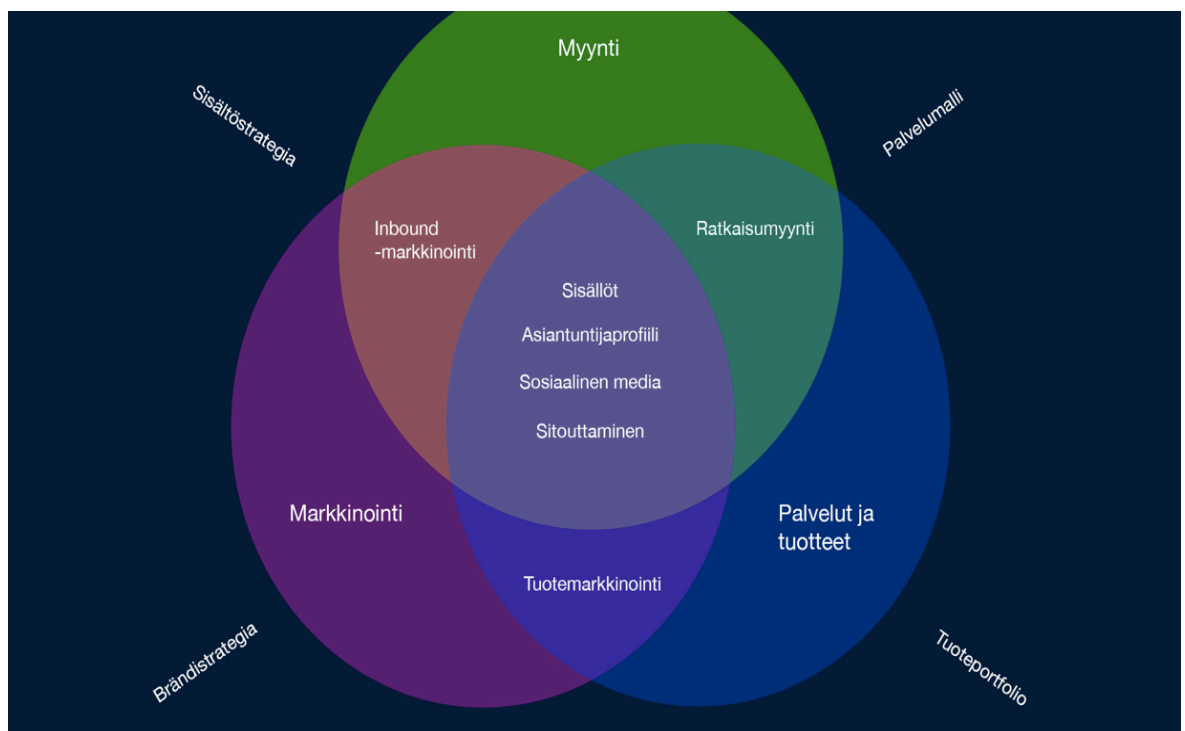 Myynti
Sisältöstrategia
Palvelumalli
Inbound
-markkinointi
Ratkaisumyynti
Sisällöt
Asiantuntijaprofiili
Sosiaalinen media
Sitouttaminen
Markkinointi
Palvelut ja
tuotteet
Tuotemarkkinointi
Brändistrategia
Tuoteportfolio